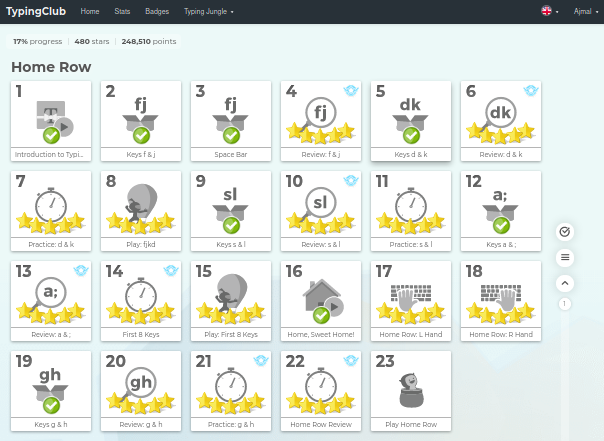 TypingClub Home Stats Badges Typing Jungle Ajmal
17% progress 480 stars 248,510 points
Home Row
1 2 3 4 5 6
T fj fj fj dk dk
Introduction to Typi... Keys f & j Space Bar Review: f & j Keys d & k Review: d & k
7 8 9 10 11 12
sl sl a;
Practice: d & k Play: fjkd Keys s & l Review: s & l Practice: s & l Keys a & ;
13 14 15 16 17 18
a;
Review: a & ; First 8 Keys Play: First 8 Keys Home, Sweet Home! Home Row: L Hand Home Row: R Hand
1
19 20 21 22 23
gh gh
Keys g & h Review: g & h Practice: g & h Home Row Review Play Home Row